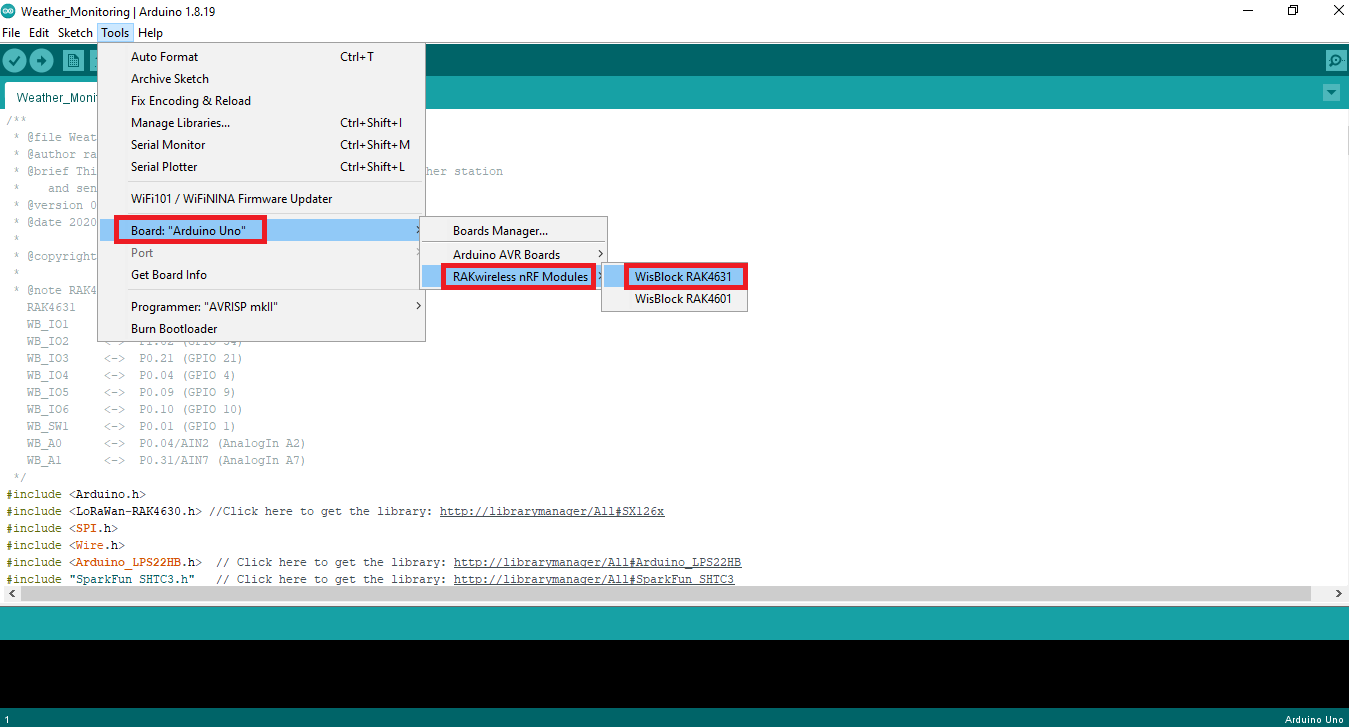 Weather_Monitoring | Arduino 1.8.19
File Edit Sketch Tools Help
Weather_Monit
Auto Format Ctrl+T
Archive Sketch
Fix Encoding & Reload
Manage Libraries... Ctrl+Shift+I
Serial Monitor Ctrl+Shift+M
Serial Plotter Ctrl+Shift+L
WiFi101 / WiFiNINA Firmware Updater
Board: "Arduino Uno"
Port
Get Board Info
Programmer: "AVRISP mkII"
Burn Bootloader
Boards Manager...
Arduino AVR Boards
RAKwireless nRF Modules
WisBlock RAK4631
WisBlock RAK4601
/**
* @file Weat
* @author ra
* @brief Thi her station
* and sen
* @version 0
* @date 2020
*
* @copyright
*
* @note RAK4
RAK4631
WB_IO1
WB_IO2 <-> P1.02 (GPIO 34)
WB_IO3 <-> P0.21 (GPIO 21)
WB_IO4 <-> P0.04 (GPIO 4)
WB_IO5 <-> P0.09 (GPIO 9)
WB_IO6 <-> P0.10 (GPIO 10)
WB_SW1 <-> P0.01 (GPIO 1)
WB_A0 <-> P0.04/AIN2 (AnalogIn A2)
WB_A1 <-> P0.31/AIN7 (AnalogIn A7)
*/
#include <Arduino.h>
#include <LoRaWan-RAK4630.h> //Click here to get the library: http://librarymanager/All#SX126x
#include <SPI.h>
#include <Wire.h>
#include <Arduino_LPS22HB.h> // Click here to get the library: http://librarymanager/All#Arduino_LPS22HB
#include "SparkFun_SHTC3.h" // Click here to get the library: http://librarymanager/All#SparkFun_SHTC3
1
Arduino Uno